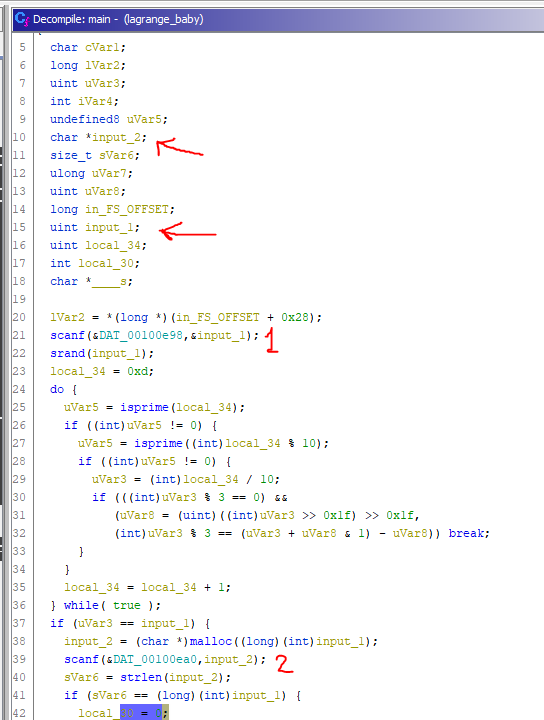 Decompile: main - (lagrange_baby)
5 char cVar1;
6 long lVar2;
7 uint uVar3;
8 int iVar4;
9 undefined8 uVar5;
10 char *input_2;
11 size_t sVar6;
12 ulong uVar7;
13 uint uVar8;
14 long in_FS_OFFSET;
15 uint input_1;
16 uint local_34;
17 int local_30;
18 char *____s;
19
20 lVar2 = *(long *)(in_FS_OFFSET + 0x28);
21 scanf(&DAT_00100e98,&input_1); 1
22 srand(input_1);
23 local_34 = 0xd;
24 do {
25 uVar5 = isprime(local_34);
26 if ((int)uVar5 != 0) {
27 uVar5 = isprime((int)local_34 % 10);
28 if ((int)uVar5 != 0) {
29 uVar3 = (int)local_34 / 10;
30 if (((int)uVar3 % 3 == 0) &&
31 (uVar8 = (uint)((int)uVar3 >> 0x1f) >> 0x1f,
32 (int)uVar3 % 3 == (uVar3 + uVar8 & 1) - uVar8)) break;
33 }
34 }
35 local_34 = local_34 + 1;
36 } while( true );
37 if (uVar3 == input_1) {
38 input_2 = (char *)malloc((long)(int)input_1);
39 scanf(&DAT_00100ea0,input_2); 2
40 sVar6 = strlen(input_2);
41 if (sVar6 == (long)(int)input_1) {
42 local_30 = 0;